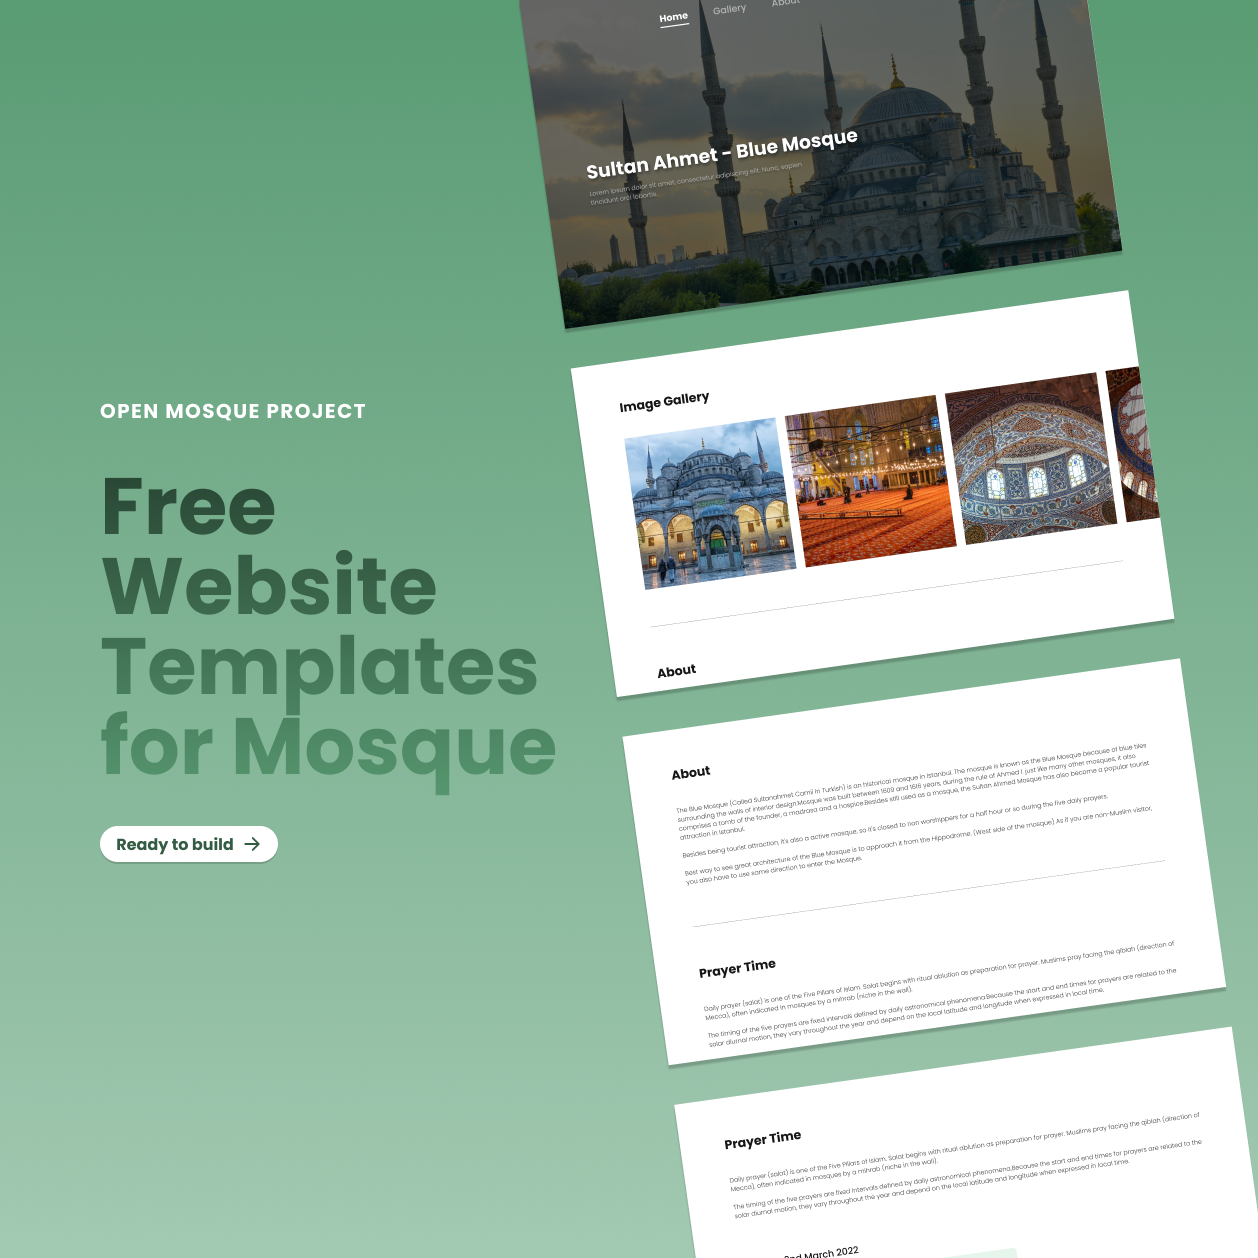 Home Gallery About
Sultan Ahmet - Blue Mosque
Lorem ipsum dolor sit amet, consectetur adipiscing elit. Nunc, sapien
tincidunt orci lobortis.
OPEN MOSQUE PROJECT
Free
Website
Templates
for Mosque
Ready to build
Image Gallery
About
About
The Blue Mosque (Called Sultanahmet Camii in Turkish) is an historical mosque in Istanbul. The mosque is known as the Blue Mosque because of blue tiles
surrounding the walls of interior design.Mosque was built between 1609 and 1616 years, during the rule of Ahmed I. just like many other mosques, it also
comprises a tomb of the founder, a madrasa and a hospice.Besides still used as a mosque, the Sultan Ahmed Mosque has also become a popular tourist
attraction in Istanbul.
Besides being tourist attraction, it's also a active mosque, so it's closed to non worshippers for a half hour or so during the five daily prayers.
Best way to see great architecture of the Blue Mosque is to approach it from the Hippodrome. (West side of the mosque) As if you are non-Muslim visitor,
you also have to use same direction to enter the Mosque.
Prayer Time
Daily prayer (salat) is one of the Five Pillars of Islam. Salat begins with ritual ablution as preparation for prayer. Muslims pray facing the qiblah (direction of
Mecca), often indicated in mosques by a mihrab (niche in the wall).
The timing of the five prayers are fixed intervals defined by daily astronomical phenomena.Because the start and end times for prayers are related to the
solar diurnal motion, they vary throughout the year and depend on the local latitude and longitude when expressed in local time.
Prayer Time
Daily prayer (salat) is one of the Five Pillars of Islam. Salat begins with ritual ablution as preparation for prayer. Muslims pray facing the qiblah (direction of
Mecca), often indicated in mosques by a mihrab (niche in the wall).
The timing of the five prayers are fixed intervals defined by daily astronomical phenomena.Because the start and end times for prayers are related to the
solar diurnal motion, they vary throughout the year and depend on the local latitude and longitude when expressed in local time.
March 2022